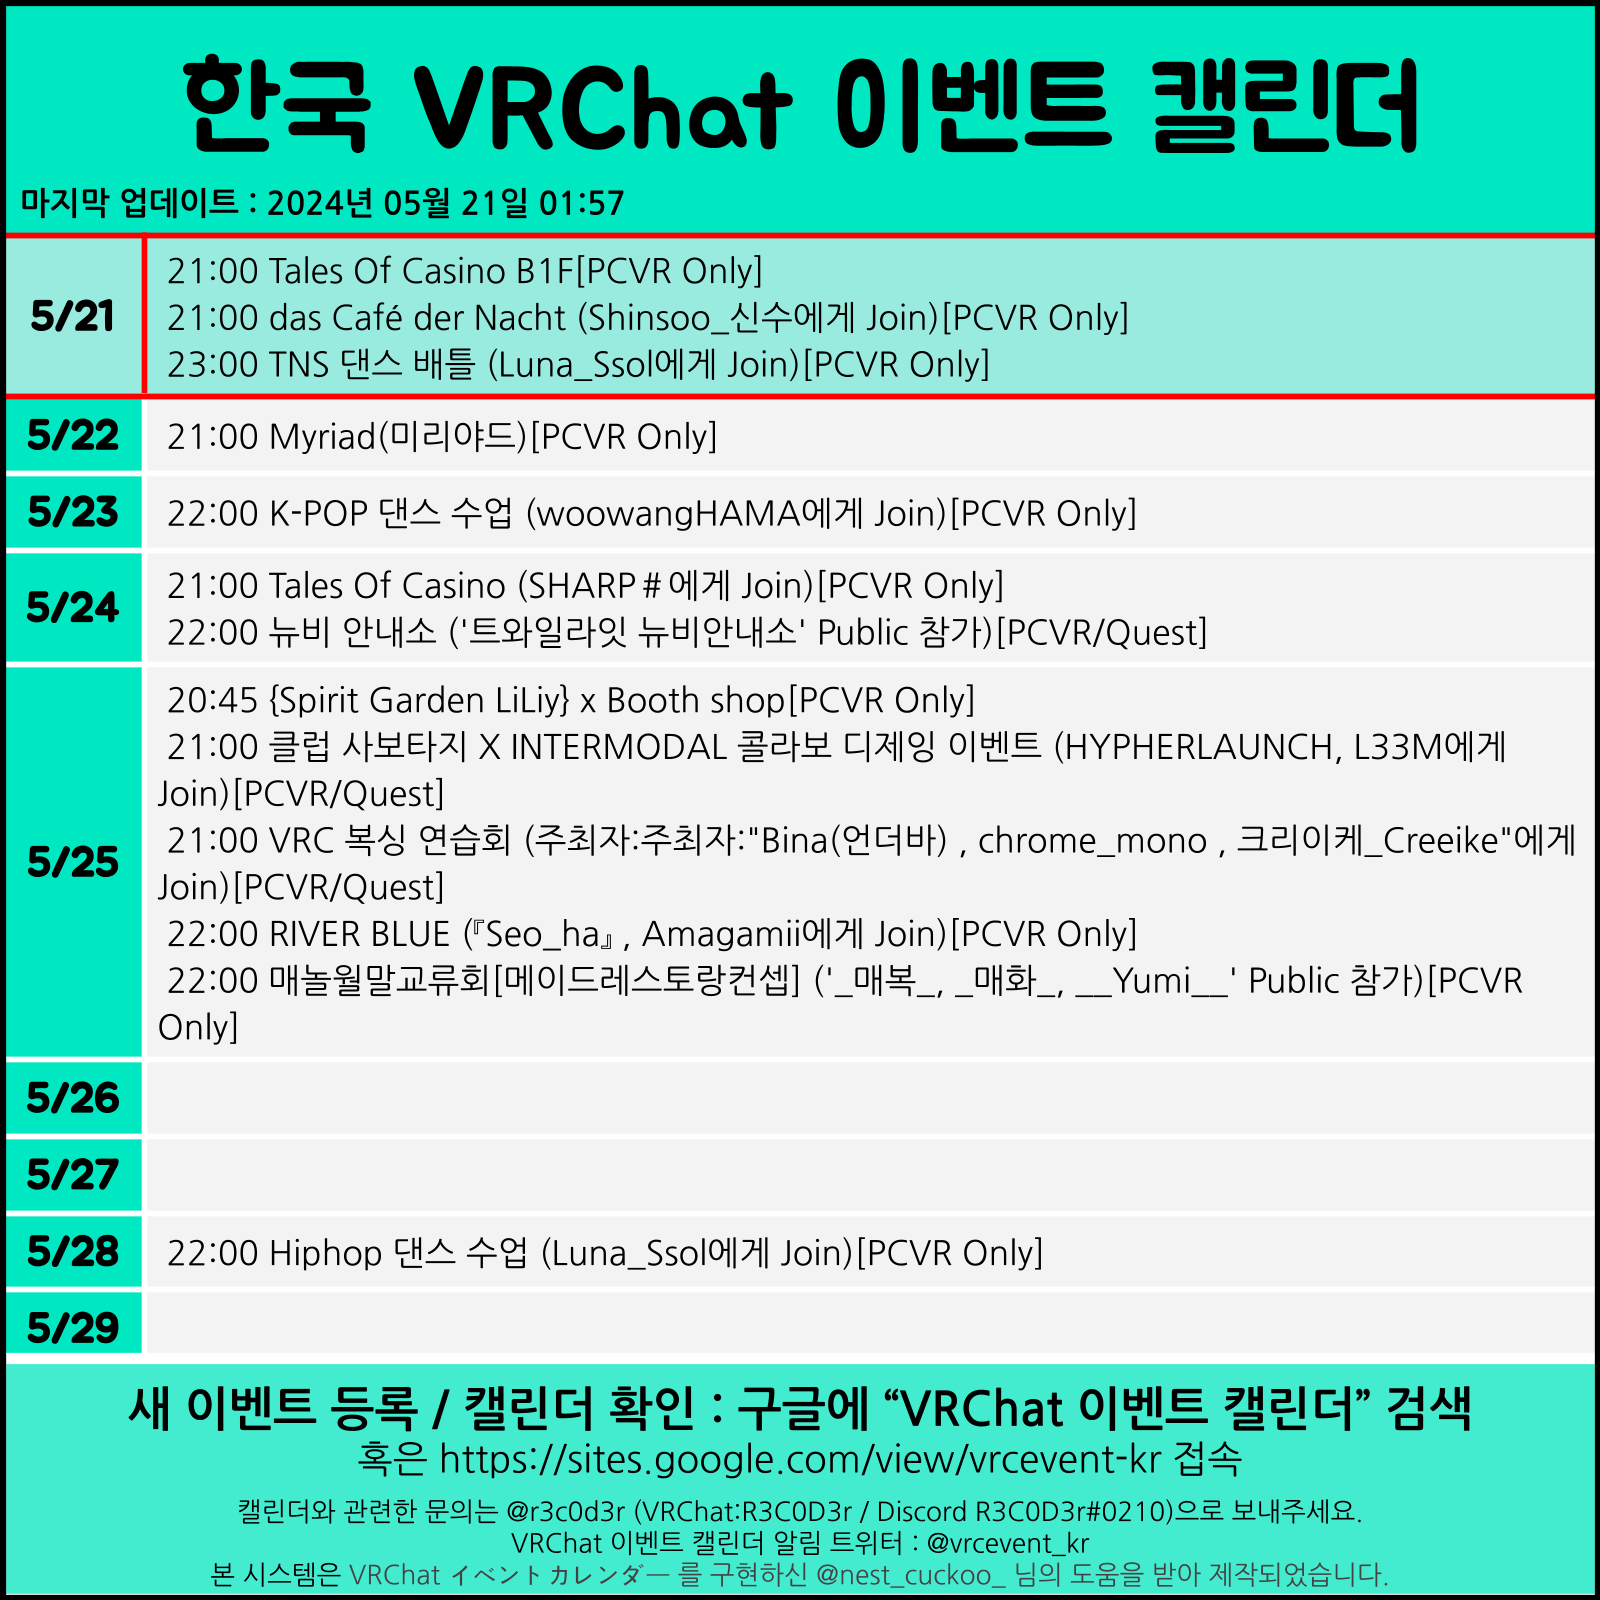 한국 VRChat 이벤트 캘린더
마지막 업데이트 : 2024년 05월 21일 01:57
5/21
21:00 Tales Of Casino B1F[PCVR Only]
21:00 das Café der Nacht (Shinsoo_신수에게 Join)[PCVR Only]
23:00 TNS 댄스 배틀 (Luna_Ssol에게 Join)[PCVR Only]
5/22
21:00 Myriad(미리야드)[PCVR Only]
5/23
22:00 K-POP 댄스 수업 (woowangHAMA에게 Join)[PCVR Only]
5/24
21:00 Tales Of Casino (SHARP＃에게 Join)[PCVR Only]
22:00 뉴비 안내소 ('트와일라잇 뉴비안내소' Public 참가)[PCVR/Quest]
5/25
20:45 {Spirit Garden LiLiy} x Booth shop[PCVR Only]
21:00 클럽 사보타지 X INTERMODAL 콜라보 디제잉 이벤트 (HYPHERLAUNCH, L33M에게
Join)[PCVR/Quest]
21:00 VRC 복싱 연습회 (주최자:주최자:"Bina(언더바) , chrome_mono , 크리이케_Creeike"에게
Join)[PCVR/Quest]
22:00 RIVER BLUE (『Seo_ha』 , Amagamii에게 Join)[PCVR Only]
22:00 매놀월말교류회[메이드레스토랑컨셉] ('_매복_, _매화_, __Yumi__' Public 참가)[PCVR
Only]
5/26
5/27
5/28
22:00 Hiphop 댄스 수업 (Luna_Ssol에게 Join)[PCVR Only]
5/29
새 이벤트 등록 / 캘린더 확인 : 구글에 “VRChat 이벤트 캘린더” 검색
혹은 https://sites.google.com/view/vrcevent-kr 접속
캘린더와 관련한 문의는 @r3c0d3r (VRChat:R3C0D3r / Discord R3C0D3r#0210)으로 보내주세요.
VRChat 이벤트 캘린더 알림 트위터 : @vrcevent_kr
본 시스템은 VRChat イベントカレンダー 를 구현하신 @nest_cuckoo_ 님의 도움을 받아 제작되었습니다.